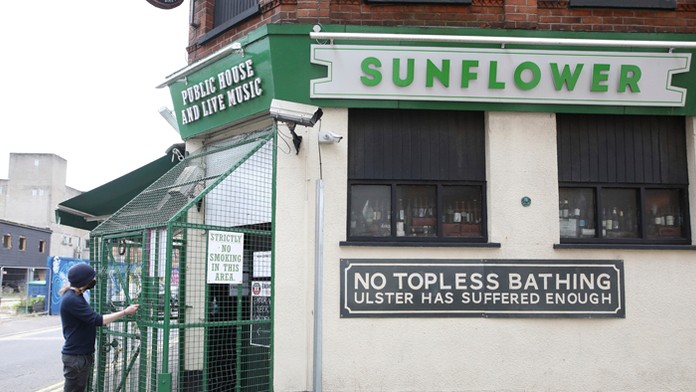 PUBLIC HOUSE
AND LIVE MUSIC
SUNFLOWER
STRICTLY
NO
SMOKING
IN THIS
AREA.
NO TOPLESS BATHING
ULSTER HAS SUFFERED ENOUGH